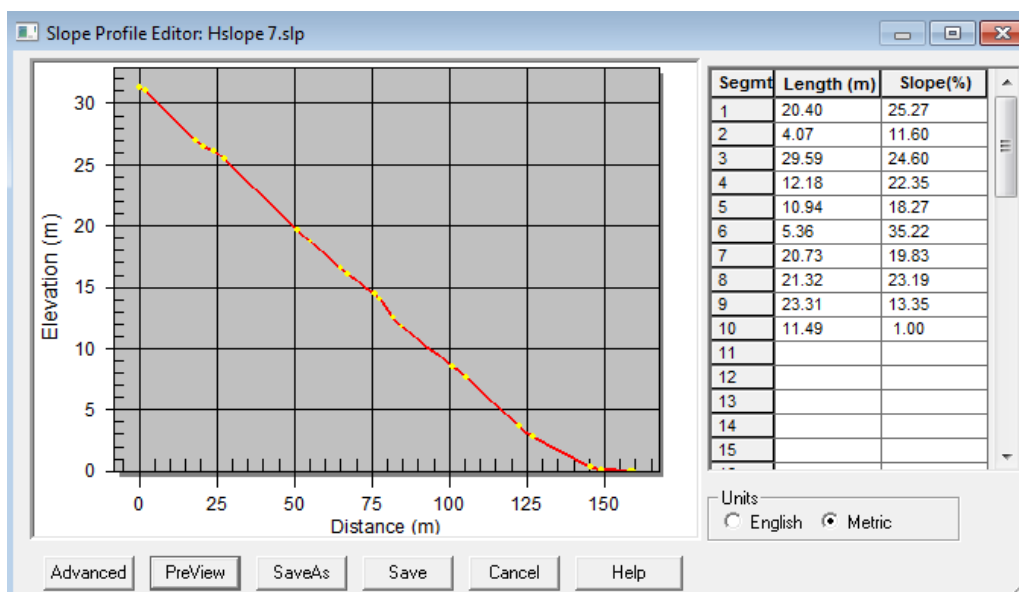 Slope Profile Editor: Hslope 7.slp
30
25
20
15
10
5
0
Elevation (m)
0 25 50 75 100 125 150
Distance (m)
Segmt Length (m) Slope(%)
1 20.40 25.27
2 4.07 11.60
3 29.59 24.60
4 12.18 22.35
5 10.94 18.27
6 5.36 35.22
7 20.73 19.83
8 21.32 23.19
9 23.31 13.35
10 11.49 1.00
11
12
13
14
15
Units
English Metric
Advanced PreView SaveAs Save Cancel Help